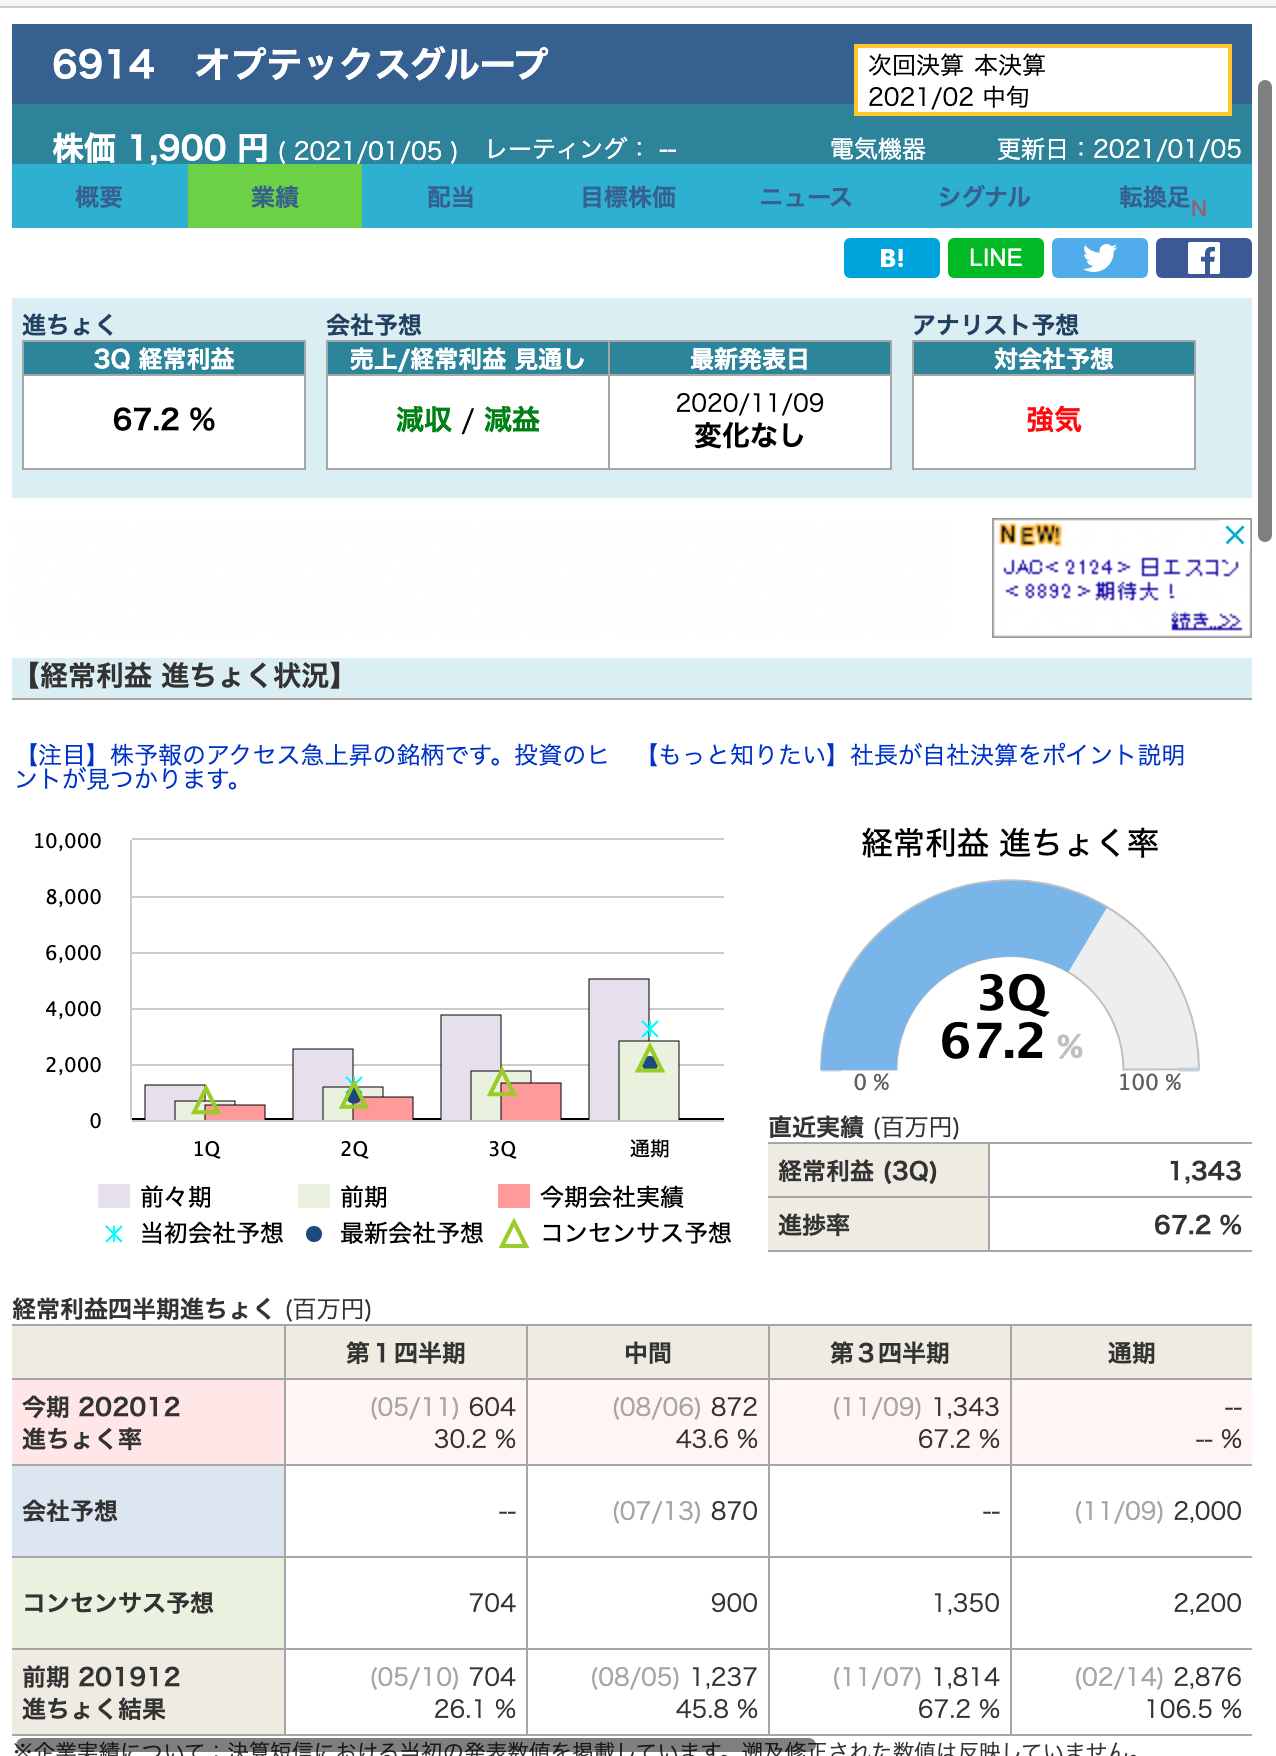 6914 オプテックスグループ
次回決算 本決算
2021/02 中旬
株価 1,900 円 ( 2021/01/05 ) レーティング： -- 電気機器 更新日：2021/01/05
概要 業績 配当 目標株価 ニュース シグナル 転換足N
B! LINE
進ちょく 会社予想 アナリスト予想
3Q 経常利益 売上/経常利益 見通し 最新発表日 対会社予想
67.2 % 減収 / 減益 2020/11/09 強気
変化なし
NEW!
JAC<2124> 日エスコン
<8892>期待大！
続き..>>
【経常利益 進ちょく状況】
【注目】株予報のアクセス急上昇の銘柄です。投資のヒ
ントが見つかります。
【もっと知りたい】社長が自社決算をポイント説明
10,000
8,000
6,000
4,000
2,000
0
1Q 2Q 3Q 通期
前々期 前期 今期会社実績
当初会社予想 最新会社予想 コンセンサス予想
経常利益 進ちょく率
3Q
67.2 %
0 % 100 %
直近実績 (百万円)
経常利益 (3Q) 1,343
進捗率 67.2 %
経常利益四半期進ちょく (百万円)
第１四半期 中間 第３四半期 通期
今期 202012 (05/11) 604 (08/06) 872 (11/09) 1,343 --
進ちょく率 30.2 % 43.6 % 67.2 % -- %
会社予想 -- (07/13) 870 -- (11/09) 2,000
コンセンサス予想 704 900 1,350 2,200
前期 201912 (05/10) 704 (08/05) 1,237 (11/07) 1,814 (02/14) 2,876
進ちょく結果 26.1 % 45.8 % 67.2 % 106.5 %
※企業実績について：決算短信における当初の発表数値を掲載しています。遡及修正された数値は反映していません。